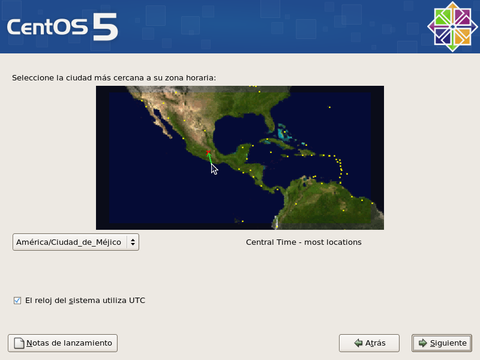 CentOS 5
Seleccione la ciudad más cercana a su zona horaria:
América/Ciudad_de_Méjico
Central Time - most locations
El reloj del sistema utiliza UTC
Notas de lanzamiento
Atrás
Siguiente